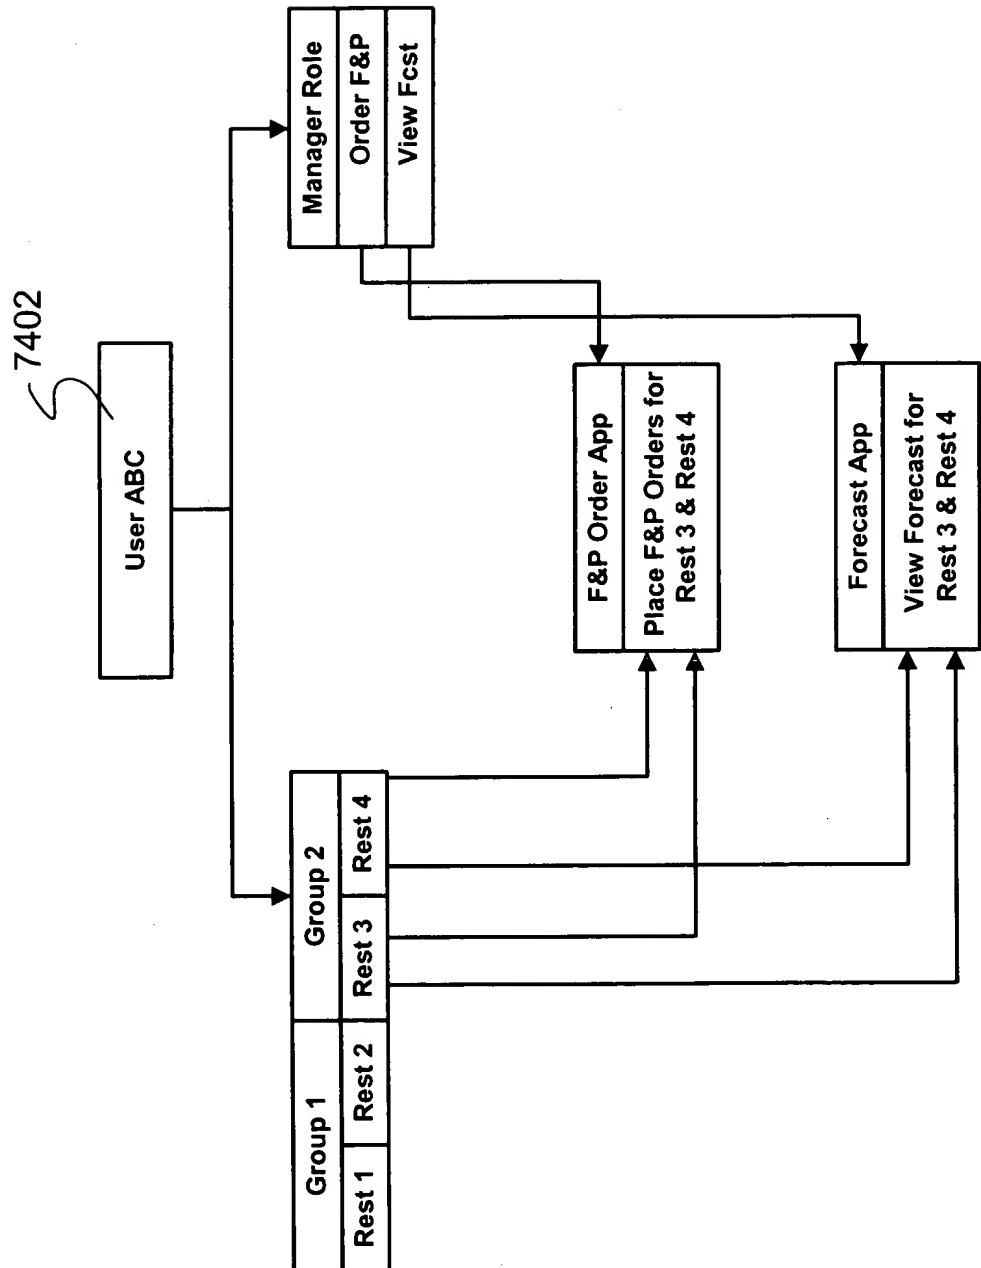 7402
User ABC
Group 1
Group 2
Manager Role
Rest 1
Rest 2
Rest 3
Rest 4
Order F&P
View Fcst
F&P Order App
Place F&P Orders for
Rest 3 & Rest 4
Forecast App
View Forecast for
Rest 3 & Rest 4